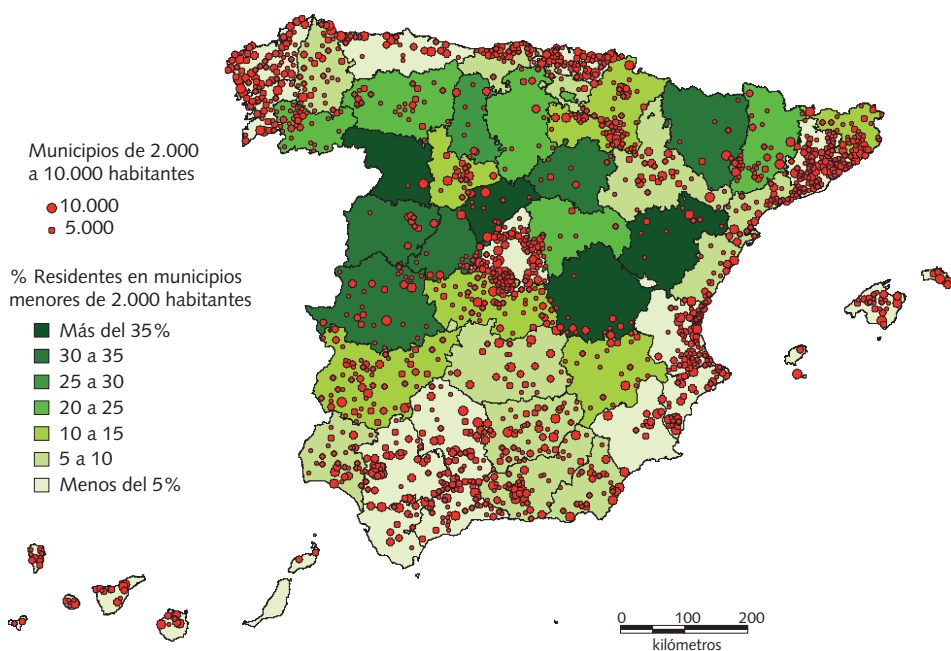 Municipios de 2.000
a 10.000 habitantes
10.000
5.000
% Residentes en municipios
menores de 2.000 habitantes
Más del 35%
30 a 35
25 a 30
20 a 25
10 a 15
5 a 10
Menos del 5%
0 100 200
kilómetros